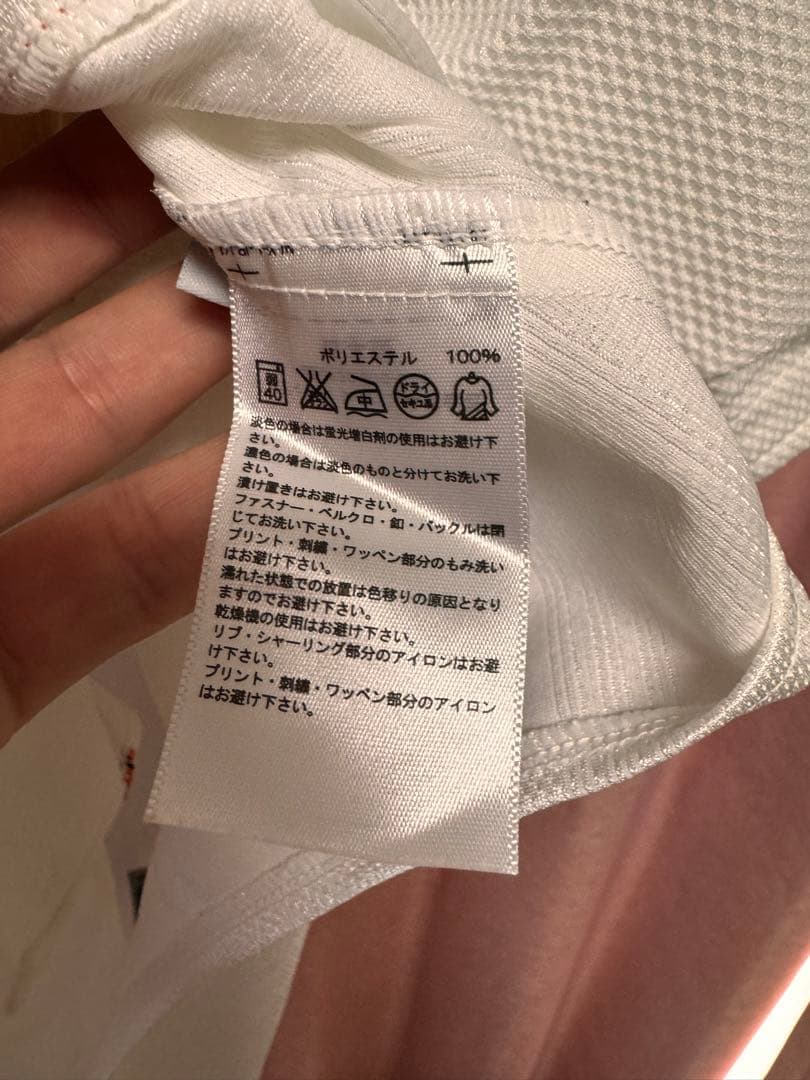 ポリエステル 100%
弱 40 中 ドライ セキユ系
淡色の場合は蛍光増白剤の使用はお避け下
さい。
濃色の場合は淡色のものと分けてお洗い下
さい。
漬け置きはお避け下さい。
ファスナー・ベルクロ・釦・バックルは閉
じてお洗い下さい。
プリント・刺繍・ワッペン部分のもみ洗い
はお避け下さい。
濡れた状態での放置は色移りの原因となり
ますのでお避け下さい。
乾燥機の使用はお避け下さい。
リブ・シャーリング部分のアイロンはお避
け下さい。
プリント・刺繍・ワッペン部分のアイロン
はお避け下さい。